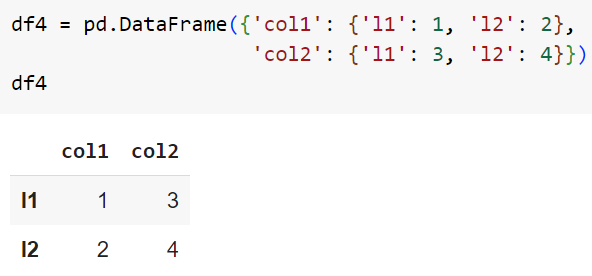 df4 = pd.DataFrame({'col1': {'l1': 1, 'l2': 2},
                    'col2': {'l1': 3, 'l2': 4}})
df4
col1 col2
l1 1 3
l2 2 4